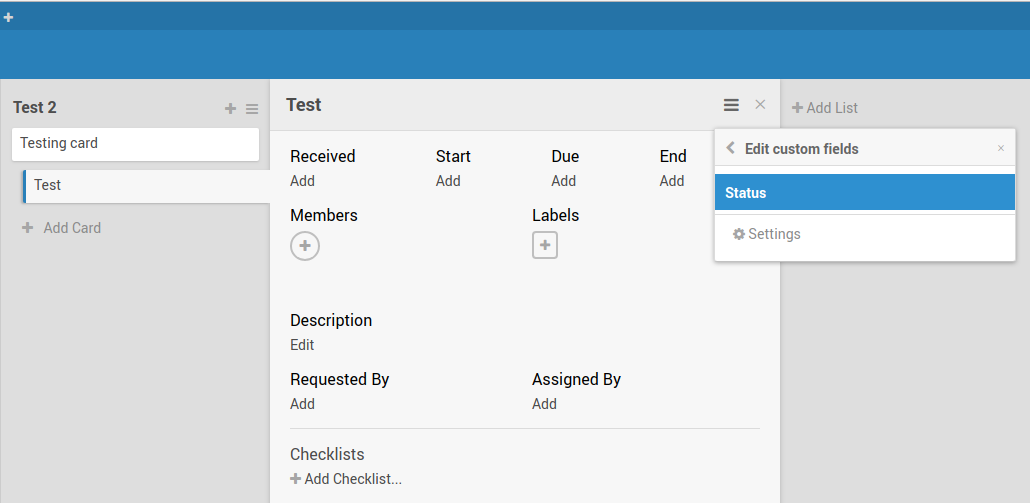 Test 2
Testing card
Test
Add Card
Test
Received Start Due End
Add Add Add Add
Members Labels
Description
Edit
Requested By Assigned By
Add Add
Checklists
Add Checklist...
Add List
Edit custom fields
Status
Settings